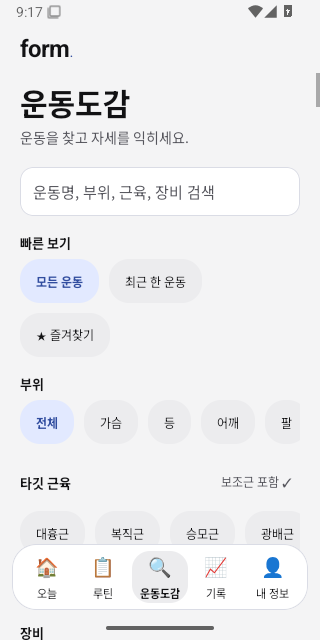 9:17
form.
운동도감
운동을 찾고 자세를 익히세요.
운동명, 부위, 근육, 장비 검색
빠른 보기
모든 운동 최근 한 운동
★ 즐겨찾기
부위
전체 가슴 등 어깨 팔
타깃 근육 보조근 포함 ✓
대흉근 복직근 승모근 광배근
오늘 루틴 운동도감 기록 내 정보
장비